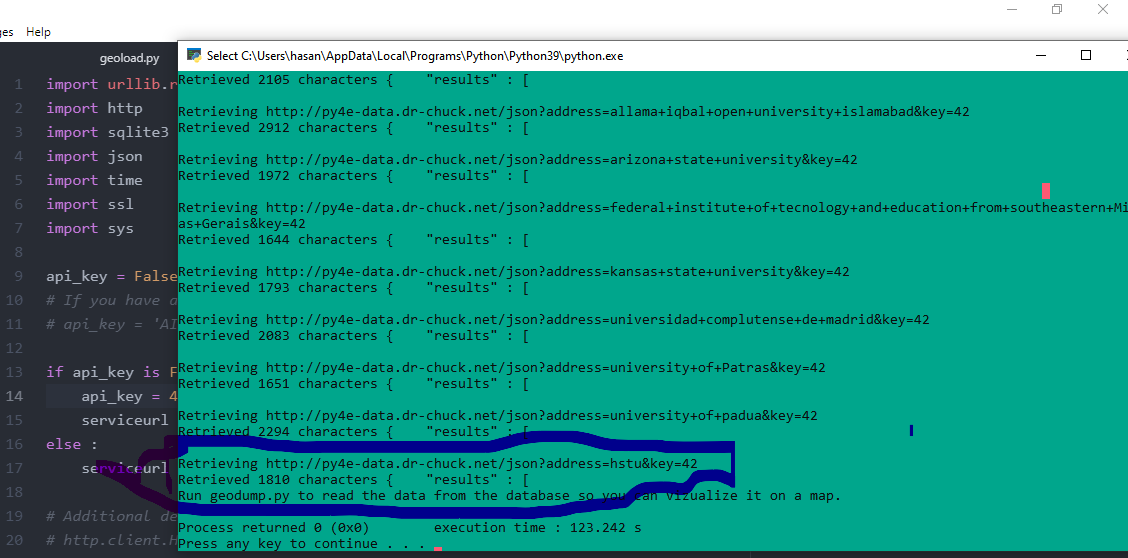 ges Help
geoload.py
Select C:\Users\hasan\AppData\Local\Programs\Python\Python39\python.exe
1 import urllib.r
2 import http
3 import sqlite3
4 import json
5 import time
6 import ssl
7 import sys
8
9 api_key = False
10 # If you have a
11 # api_key = 'AI
12
13 if api_key is F
14 api_key = 4
15 serviceurl
16 else :
17 serviceurl
18
19 # Additional de
20 # http.client.H
Retrieved 2105 characters { "results" : [
Retrieving http://py4e-data.dr-chuck.net/json?address=allama+iqbal+open+university+islamabad&key=42
Retrieved 2912 characters { "results" : [
Retrieving http://py4e-data.dr-chuck.net/json?address=arizona+state+university&key=42
Retrieved 1972 characters { "results" : [
Retrieving http://py4e-data.dr-chuck.net/json?address=federal+institute+of+tecnology+and+education+from+southeastern+Mi
as+Gerais&key=42
Retrieved 1644 characters { "results" : [
Retrieving http://py4e-data.dr-chuck.net/json?address=kansas+state+university&key=42
Retrieved 1793 characters { "results" : [
Retrieving http://py4e-data.dr-chuck.net/json?address=universidad+complutense+de+madrid&key=42
Retrieved 2083 characters { "results" : [
Retrieving http://py4e-data.dr-chuck.net/json?address=university+of+Patras&key=42
Retrieved 1651 characters { "results" : [
Retrieving http://py4e-data.dr-chuck.net/json?address=university+of+padua&key=42
Retrieved 2294 characters { "results" : [
Retrieving http://py4e-data.dr-chuck.net/json?address=hstu&key=42
Retrieved 1810 characters { "results" : [
Run geodump.py to read the data from the database so you can vizualize it on a map.
Process returned 0 (0x0) execution time : 123.242 s
Press any key to continue . . .